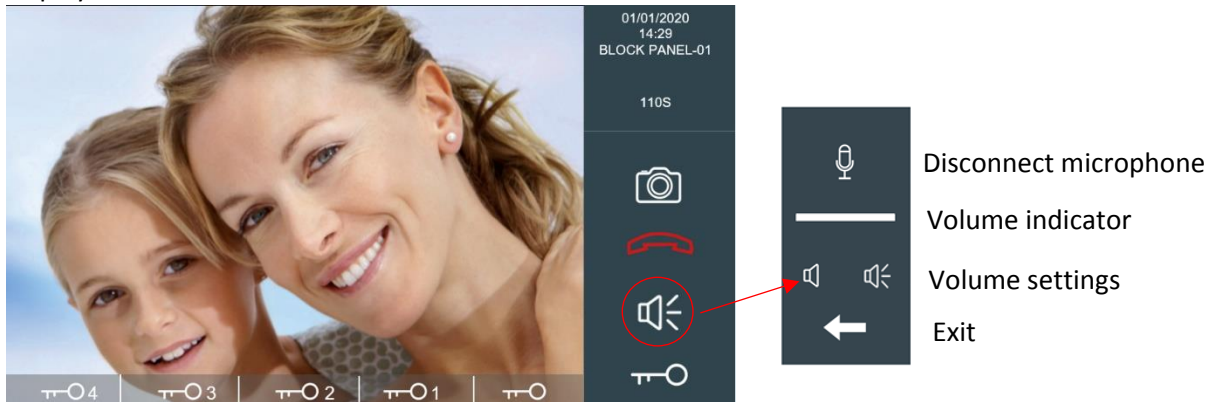 01/01/2020
14:29
BLOCK PANEL-01
110S
4
3
2
1
Disconnect microphone
Volume indicator
Volume settings
Exit